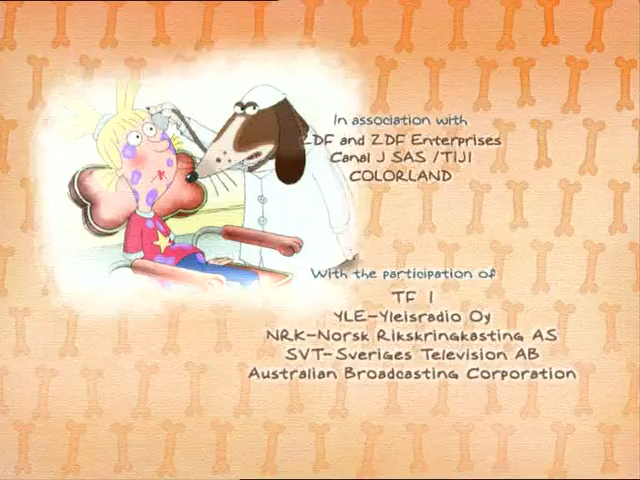 In association with
ZDF and ZDF Enterprises
Canal J SAS /TIJI
COLORLAND
With the participation of
TF 1
YLE-Yleisradio Oy
NRK-Norsk Rikskringkasting AS
SVT-Sveriges Television AB
Australian Broadcasting Corporation